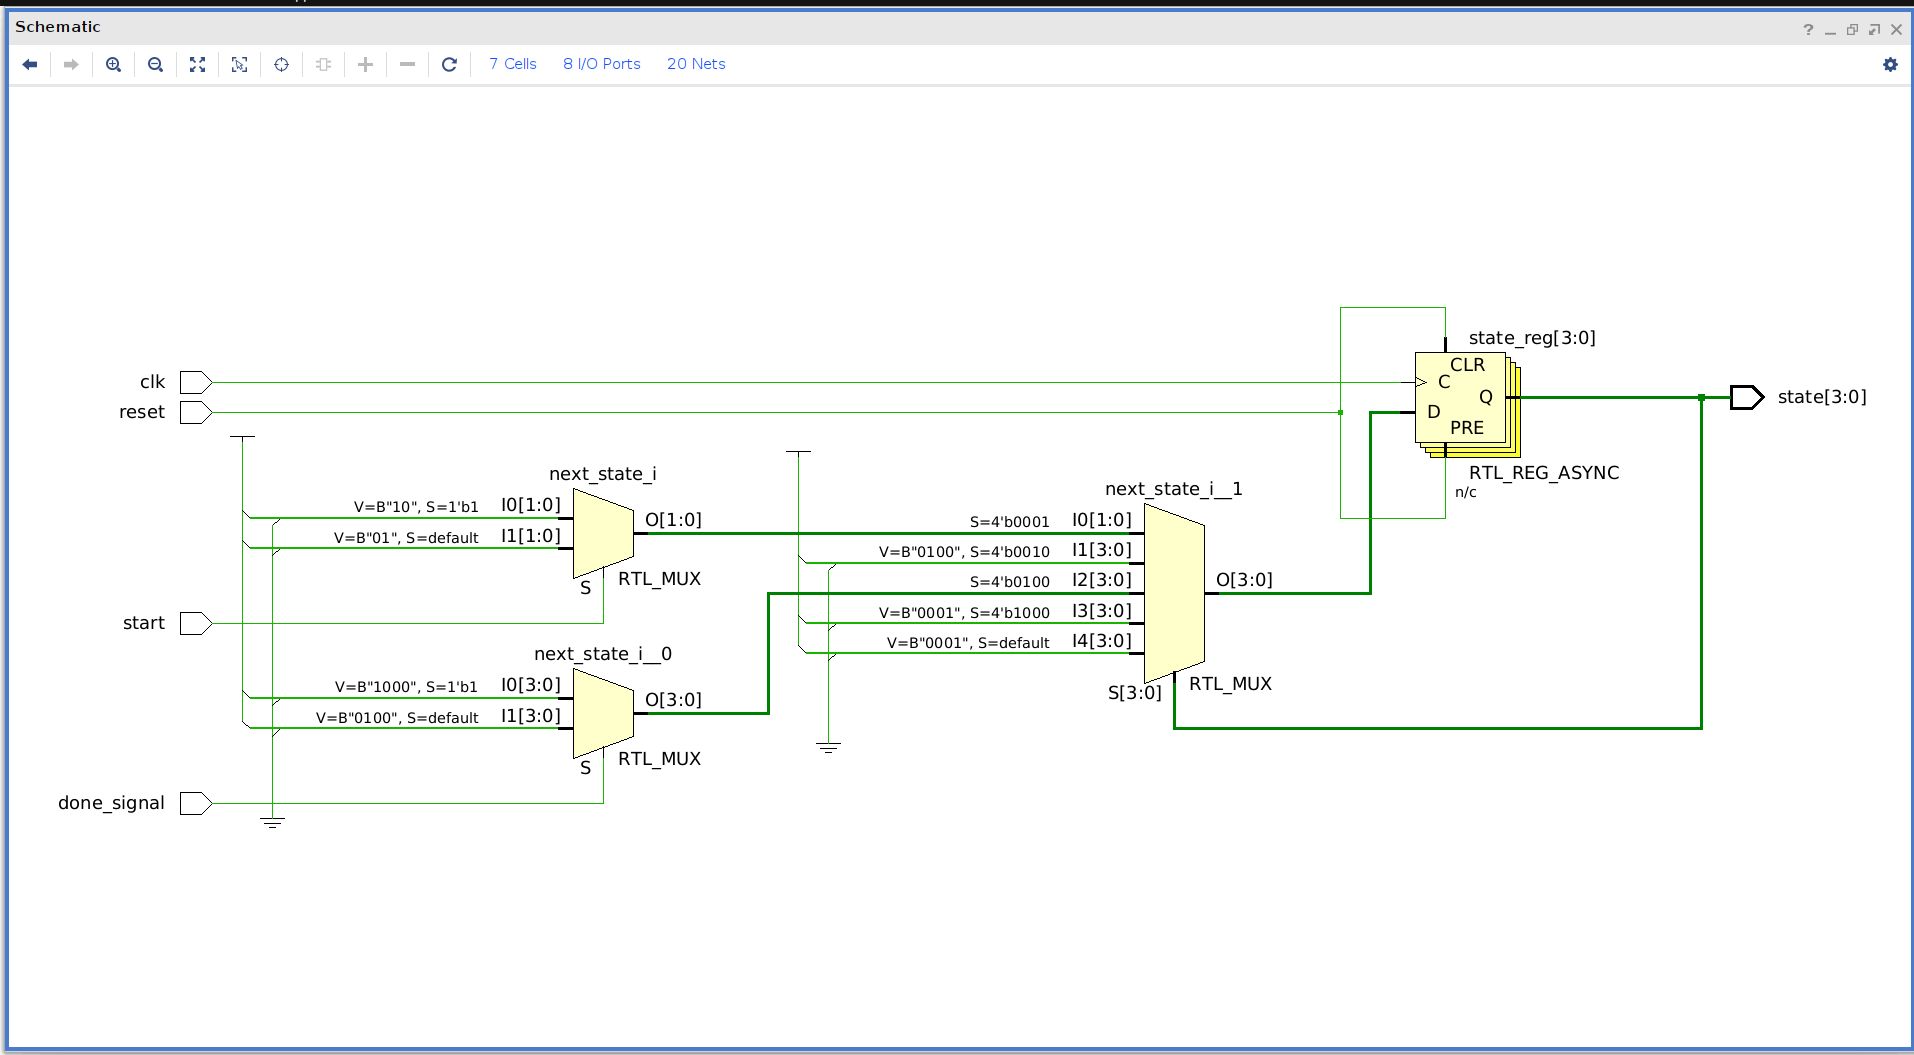 Schematic
?
7 Cells 8 I/O Ports 20 Nets
state_reg[3:0]
CLR
clk
C
Q
state[3:0]
reset
D
PRE
RTL_REG_ASYNC
n/c
next_state_i
V=B"10", S=1'b1 I0[1:0]
O[1:0]
V=B"01", S=default I1[1:0]
S
RTL_MUX
start
next_state_i__1
S=4'b0001 I0[1:0]
V=B"0100", S=4'b0010 I1[3:0]
S=4'b0100 I2[3:0]
O[3:0]
V=B"0001", S=4'b1000 I3[3:0]
V=B"0001", S=default I4[3:0]
S[3:0]
RTL_MUX
next_state_i__0
V=B"1000", S=1'b1 I0[3:0]
O[3:0]
V=B"0100", S=default I1[3:0]
S
RTL_MUX
done_signal